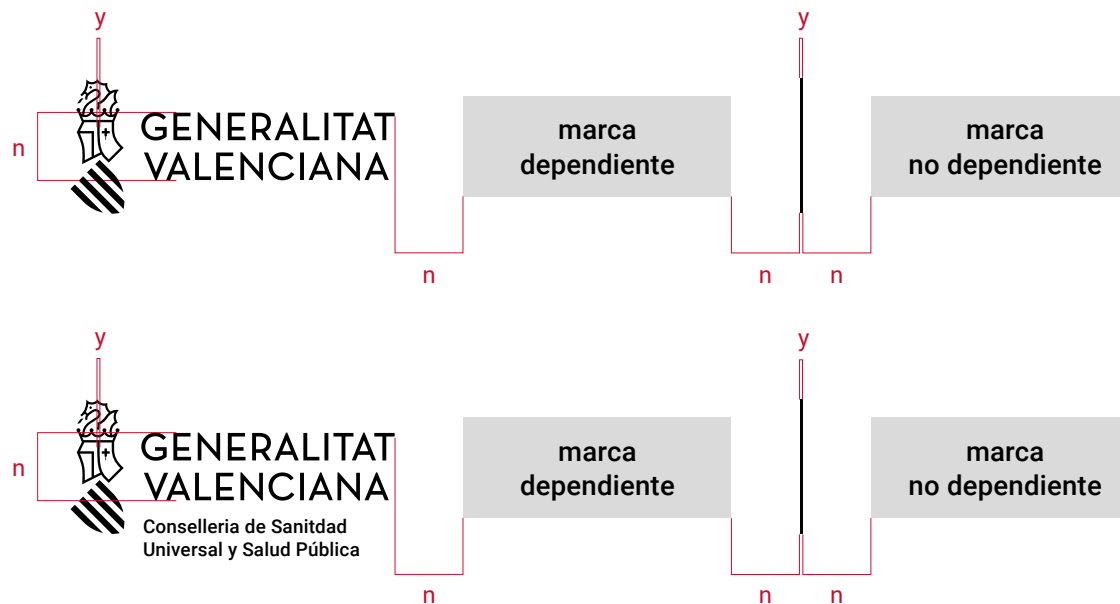 y
y
n
GENERALITAT
VALENCIANA
marca
dependiente
marca
no dependiente
n
n
n
y
y
n
GENERALITAT
VALENCIANA
Conselleria de Sanitdad
Universal y Salud Pública
marca
dependiente
marca
no dependiente
n
n
n